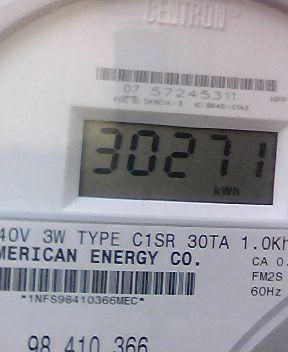 CENTRON®
07 57245311
30271
kWh
40V 3W TYPE C1SR 30TA 1.0Kh
MERICAN ENERGY CO.
CA 0.
FM2S
60Hz
*1NFS98410366MEC*
98 410 366